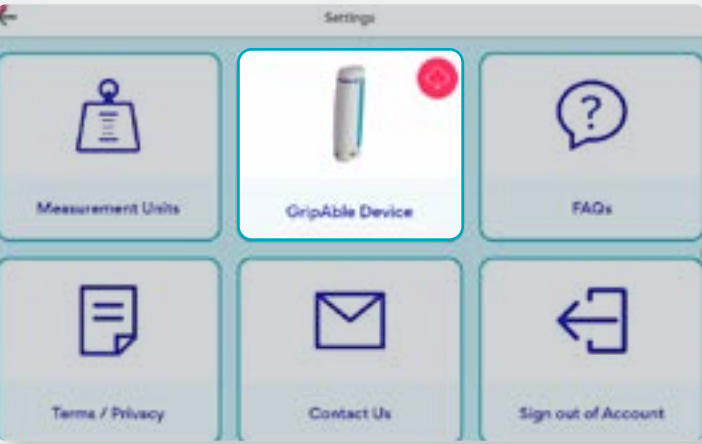 Settings
Measurement Units
GripAble Device
FAQs
?
Terms / Privacy
Contact Us
Sign out of Account